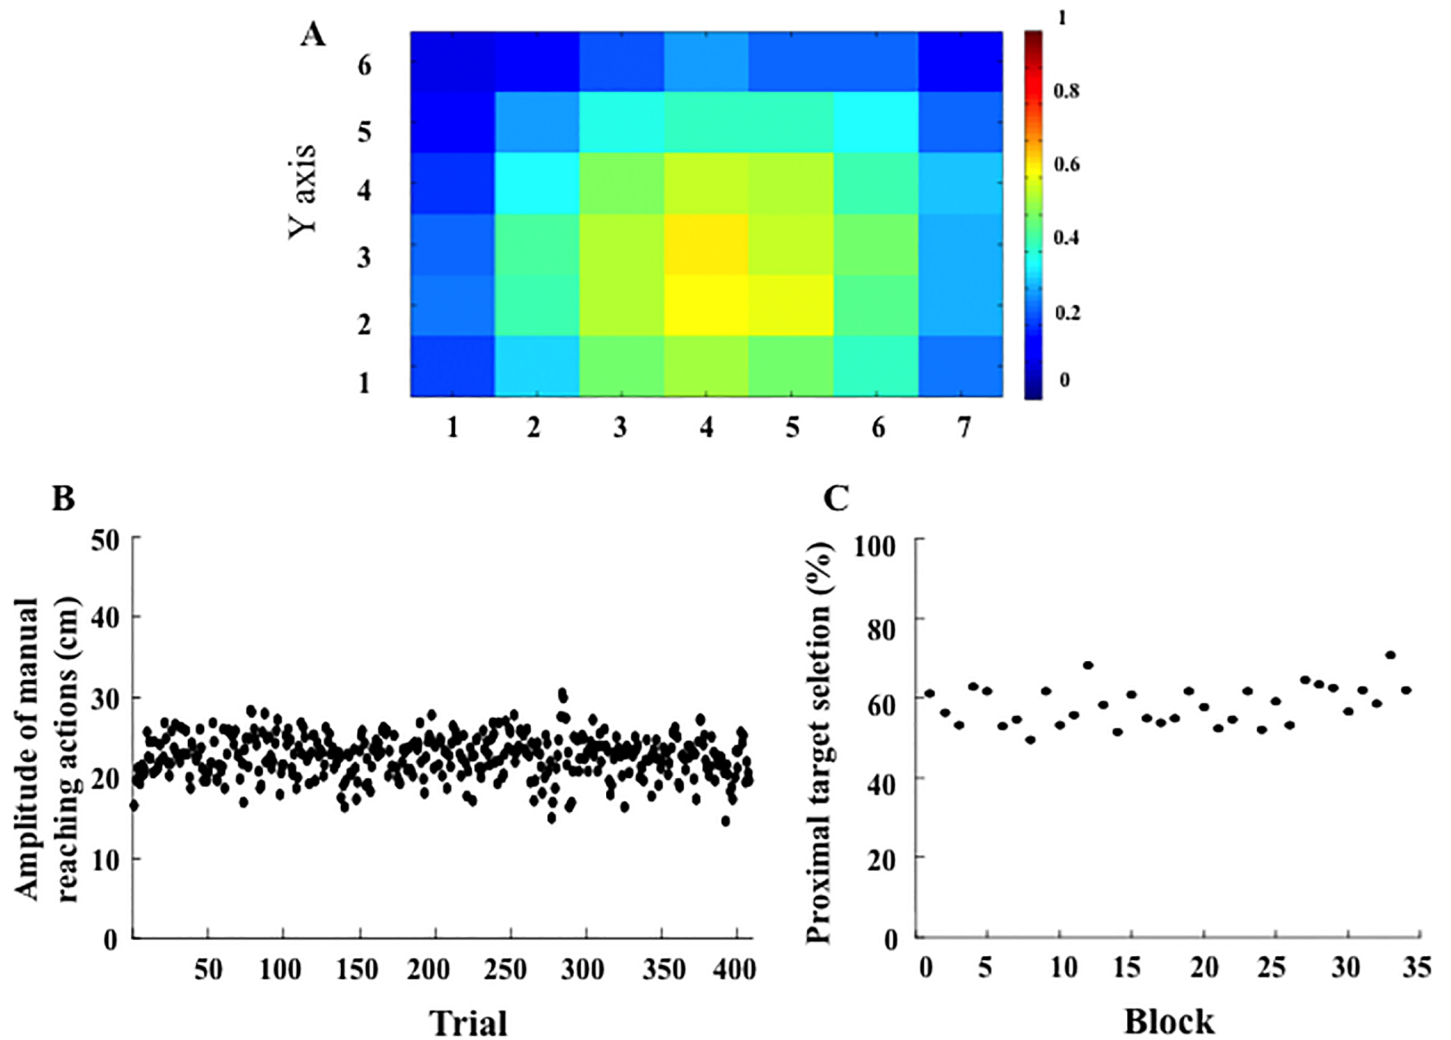 A
1
6
0.8
5
0.6
Y axis
4
0.4
3
0.2
2
1
0
1 2 3 4 5 6 7
B
C
50
100
40
80
Amplitude of manual
reaching actions (cm)
Proximal target seletion (%)
30
60
20
40
10
20
0
0
50 100 150 200 250 300 350 400
0 5 10 15 20 25 30 35
Trial
Block